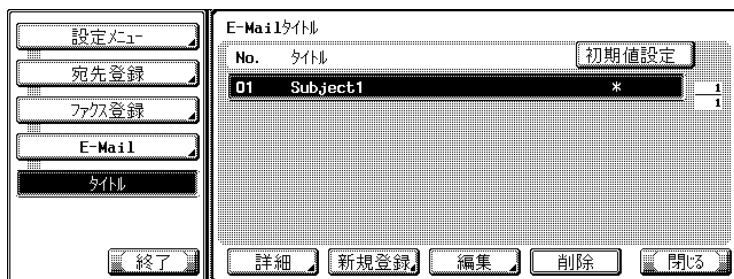 設定ﾒﾆｭｰ
宛先登録
ﾌｧｸｽ登録
E-Mail
ﾀｲﾄﾙ
終了
E-Mailﾀｲﾄﾙ
No. ﾀｲﾄﾙ 初期値設定
01 Subject1 *
1
1
詳細 新規登録 編集 削除 閉じる